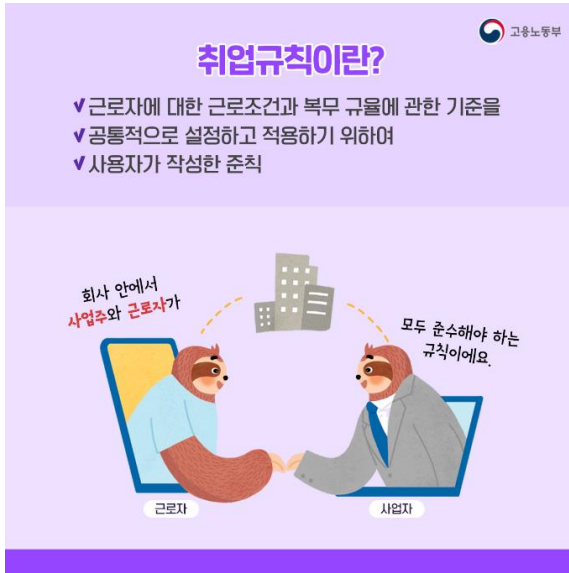 고용노동부
취업규칙이란?
✓ 근로자에 대한 근로조건과 복무 규율에 관한 기준을
✓ 공통적으로 설정하고 적용하기 위하여
✓ 사용자가 작성한 준칙
회사 안에서
사업주와 근로자가
모두 준수해야 하는
규칙이에요.
근로자
사업자